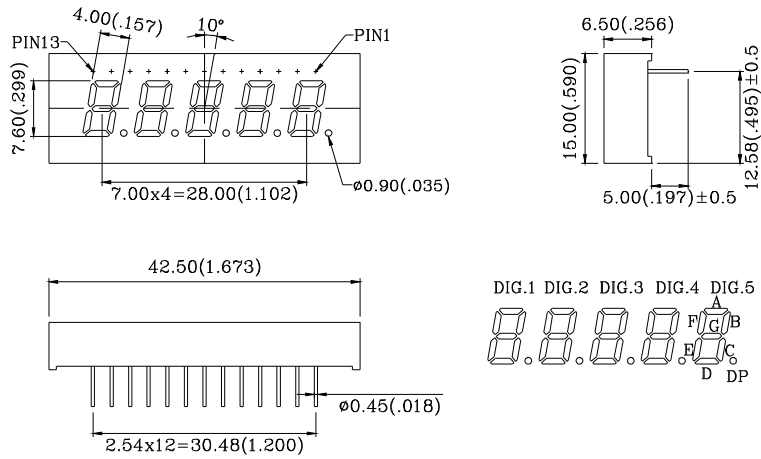 4.00(.157)
10°
PIN13
PIN1
7.60(.299)
7.00x4=28.00(1.102)
ø0.90(.035)
6.50(.256)
15.00(.590)
12.58(.495)±0.5
5.00(.197)±0.5
42.50(1.673)
ø0.45(.018)
2.54x12=30.48(1.200)
DIG.1 DIG.2 DIG.3 DIG.4 DIG.5
A
F G B
E C
D DP